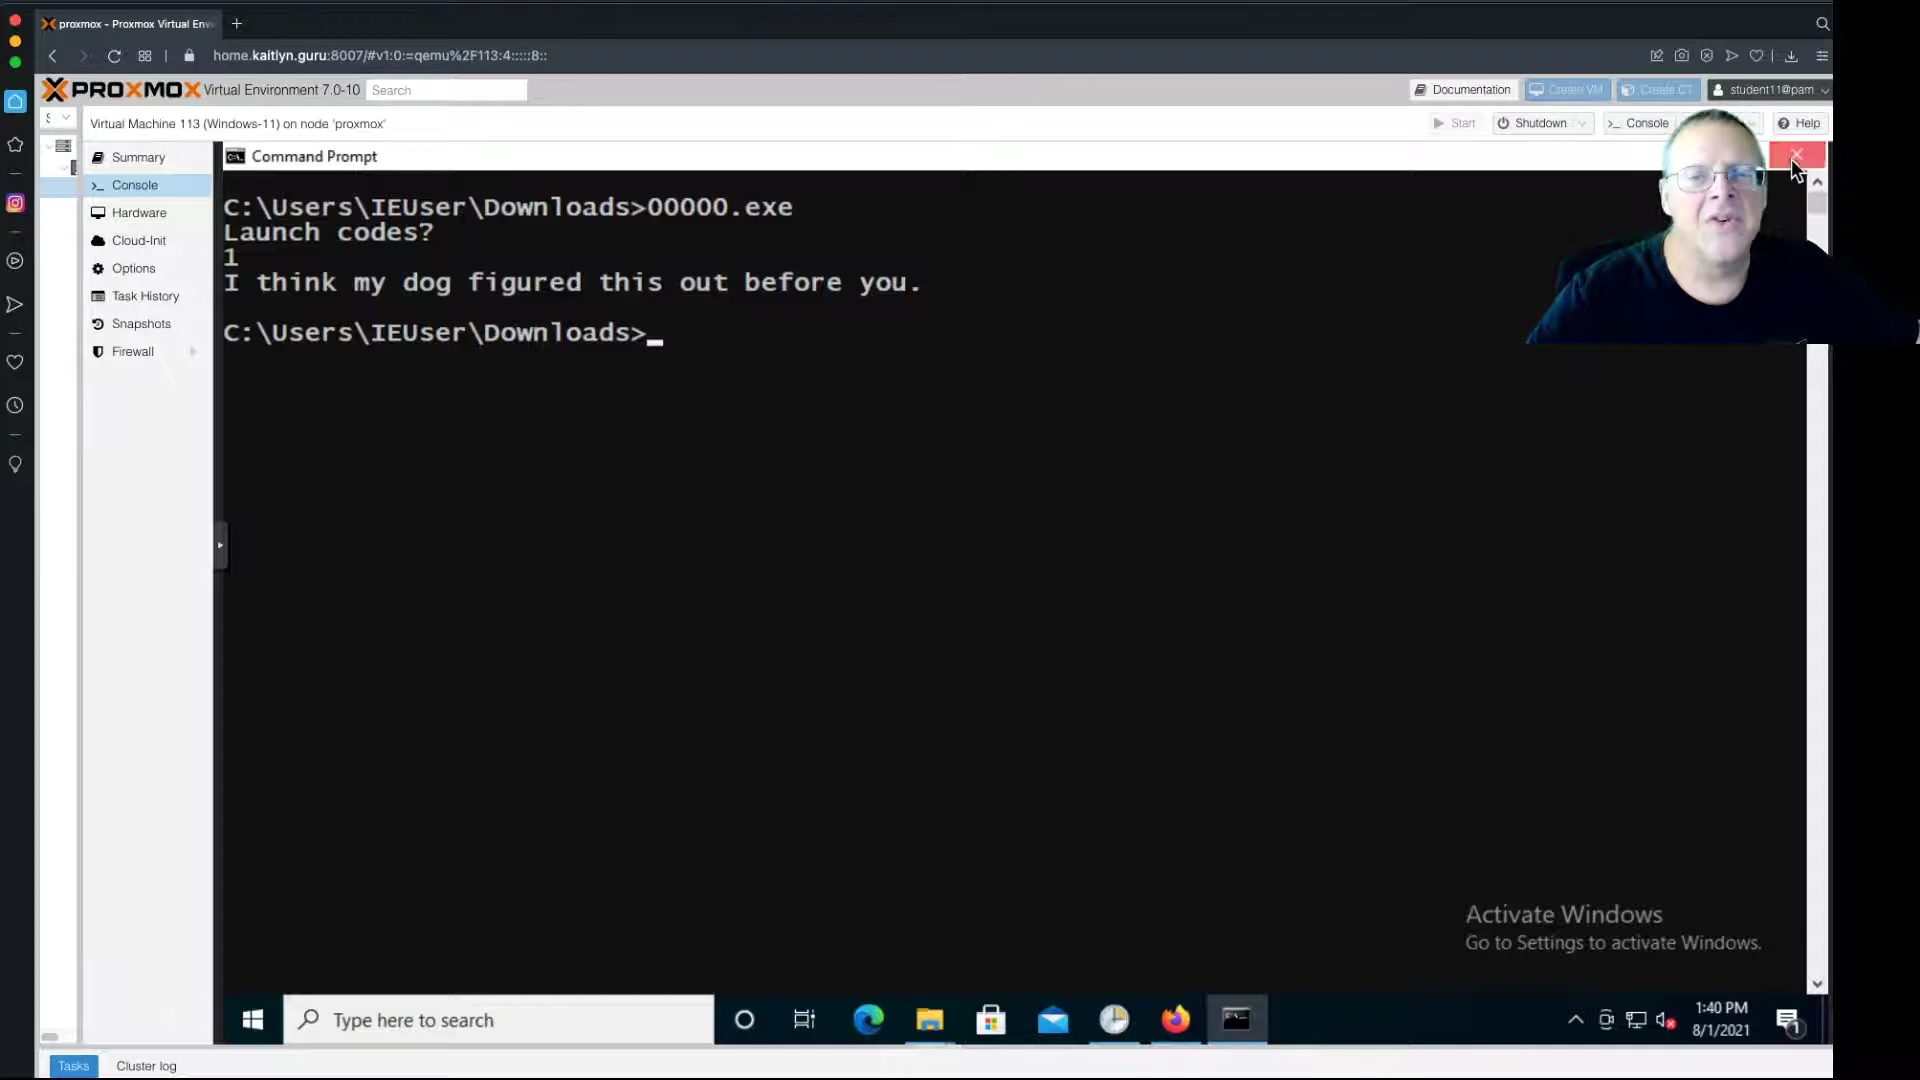 proxmox - Proxmox Virtual Env
home.kaitlyn.guru:8007/#v1:0:=qemu%2F113:4:::::8::
PROXMOX Virtual Environment 7.0-10
Search
Documentation
Create VM
Create CT
student11@pam
Virtual Machine 113 (Windows-11) on node 'proxmox'
Start
Shutdown
>_ Console
Help
Summary
>_ Console
Hardware
Cloud-Init
Options
Task History
Snapshots
Firewall
Command Prompt
C:\Users\IEUser\Downloads>00000.exe
Launch codes?
1
I think my dog figured this out before you.
C:\Users\IEUser\Downloads>_
Activate Windows
Go to Settings to activate Windows.
Type here to search
1:40 PM
8/1/2021
1
Tasks
Cluster log